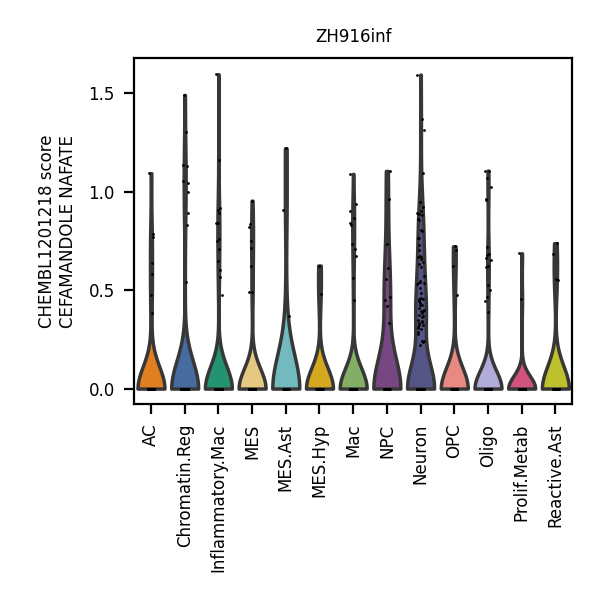 ZH916inf
CHEMBL1201218 score
CEFAMANDOLE NAFATE
1.5
1.0
0.5
0.0
AC
Chromatin.Reg
Inflammatory.Mac
MES
MES.Ast
MES.Hyp
Mac
NPC
Neuron
OPC
Oligo
Prolif.Metab
Reactive.Ast